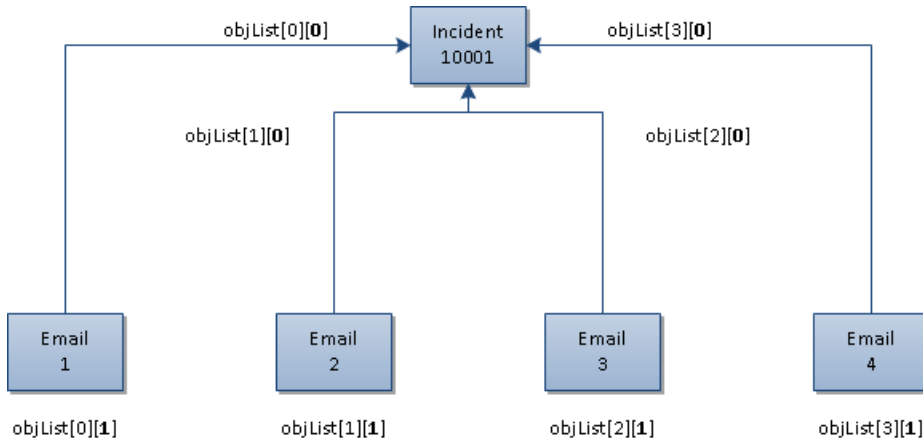 objList[0][0]
Incident
10001
objList[3][0]
objList[1][0]
objList[2][0]
Email
1
Email
2
Email
3
Email
4
objList[0][1]
objList[1][1]
objList[2][1]
objList[3][1]